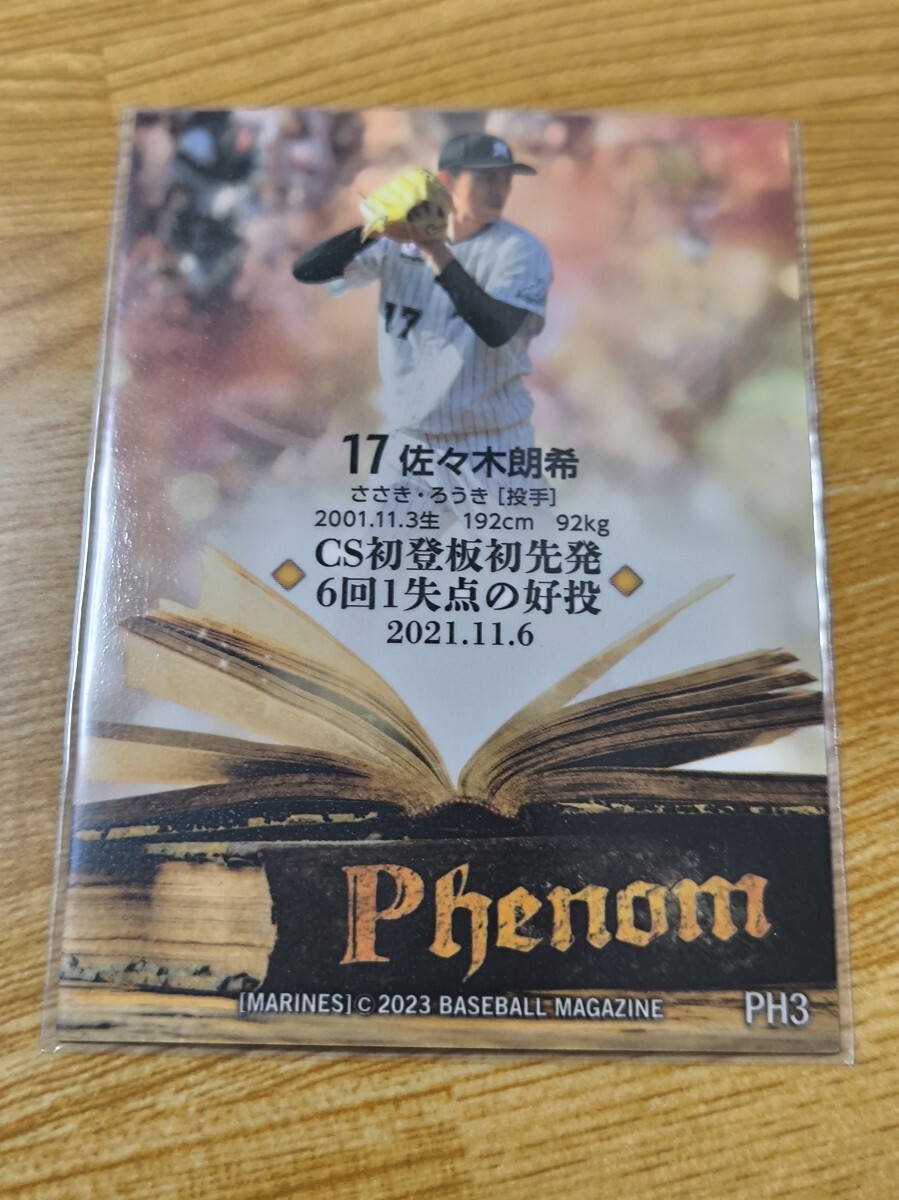 17
17 佐々木朗希
ささき・ろうき [投手]
2001.11.3生 192cm 92kg
CS初登板初先発
6回1失点の好投
2021.11.6
Phenom
[MARINES]© 2023 BASEBALL MAGAZINE PH3